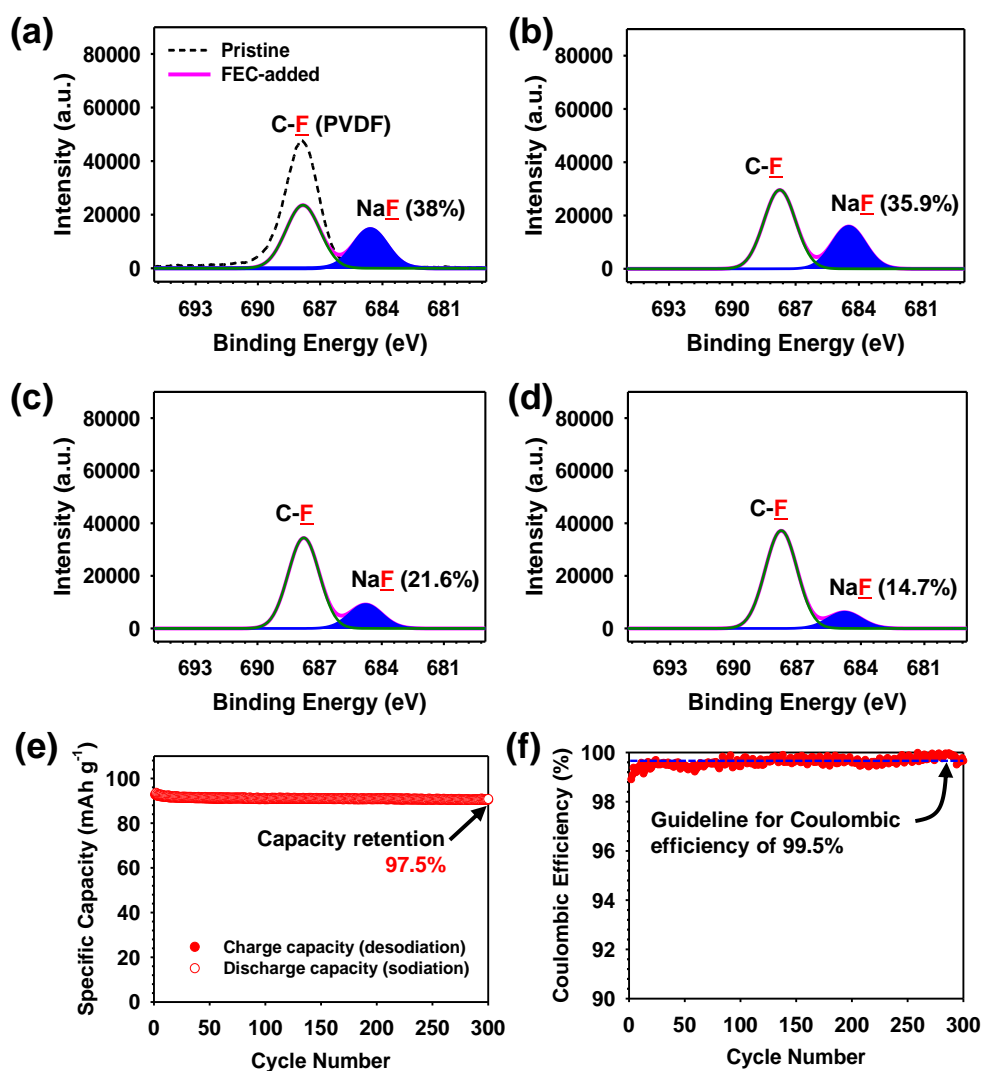 (a)
Pristine
FEC-added
C-F (PVDF)
NaF (38%)
Intensity (a.u.)
80000
60000
40000
20000
0
693 690 687 684 681
Binding Energy (eV)
(b)
C-F
NaF (35.9%)
Intensity (a.u.)
80000
60000
40000
20000
0
693 690 687 684 681
Binding Energy (eV)
(c)
C-F
NaF (21.6%)
Intensity (a.u.)
80000
60000
40000
20000
0
693 690 687 684 681
Binding Energy (eV)
(d)
C-F
NaF (14.7%)
Intensity (a.u.)
80000
60000
40000
20000
0
693 690 687 684 681
Binding Energy (eV)
(e)
Specific Capacity (mAh g-1)
100
80
60
40
20
0
Capacity retention
97.5%
Charge capacity (desodiation)
Discharge capacity (sodiation)
0 50 100 150 200 250 300
Cycle Number
(f)
Coulombic Efficiency (%)
100
98
96
94
92
90
Guideline for Coulombic
efficiency of 99.5%
0 50 100 150 200 250 300
Cycle Number